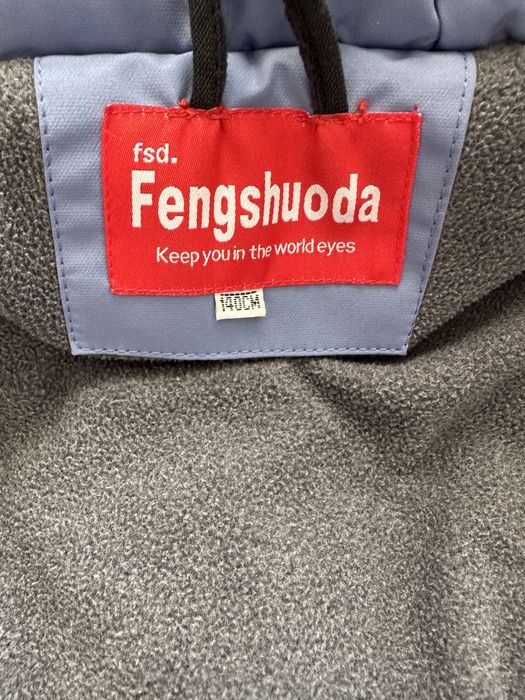 fsd.
Fengshuoda
Keep you in the world eyes
140CM